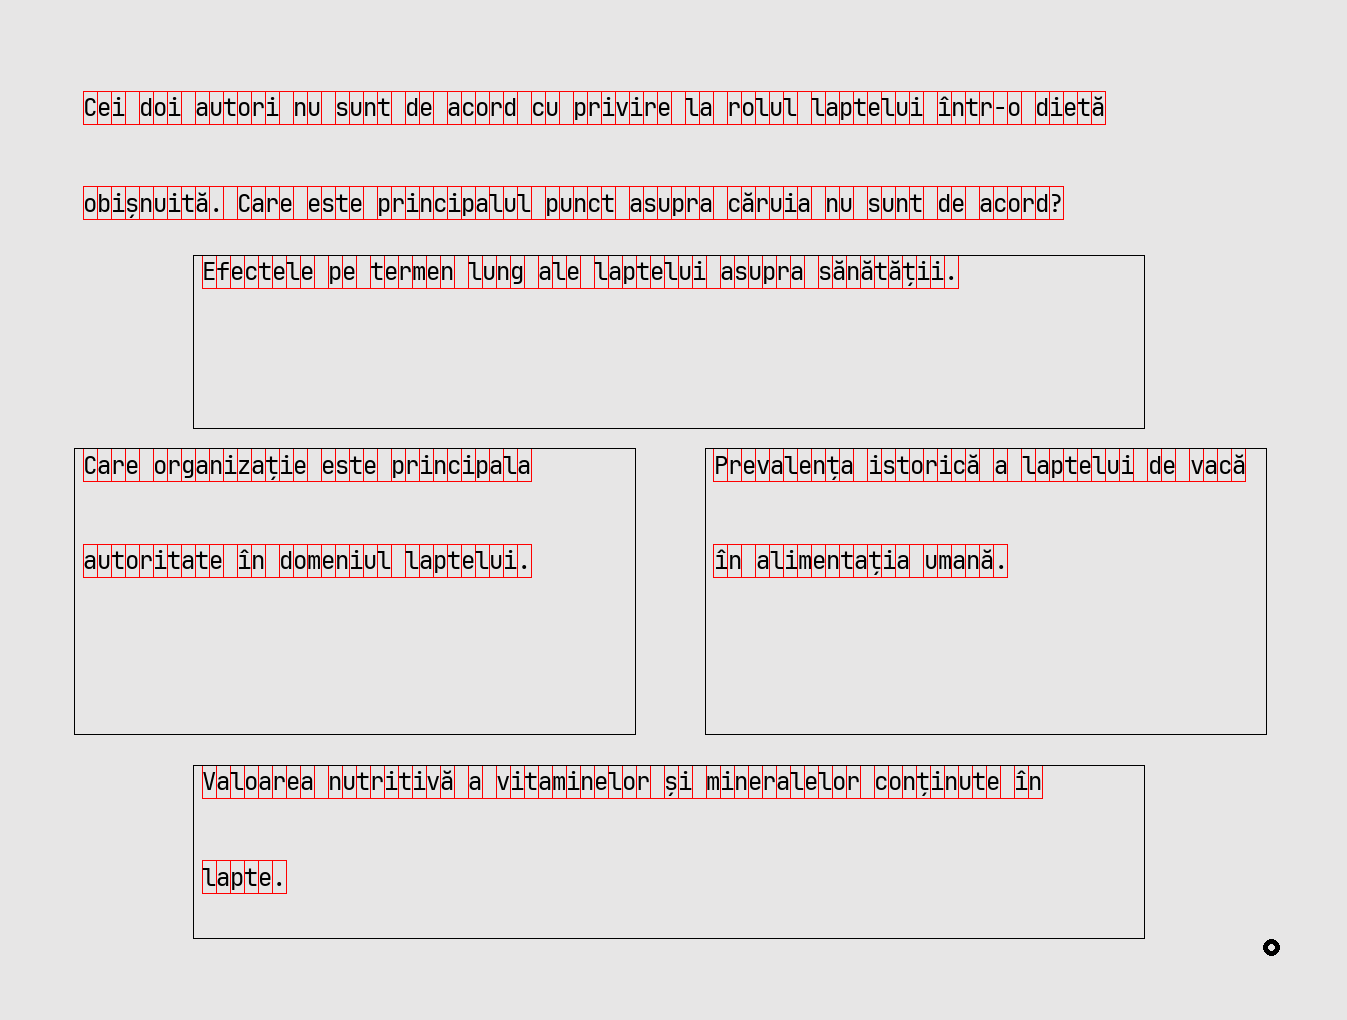 Cei doi autori nu sunt de acord cu privire la rolul laptelui într-o dietă
obișnuită. Care este principalul punct asupra căruia nu sunt de acord?
Efectele pe termen lung ale laptelui asupra sănătății.
Care organizație este principala
autoritate în domeniul laptelui.
Prevalența istorică a laptelui de vacă
în alimentația umană.
Valoarea nutritivă a vitaminelor și mineralelor conținute în
lapte.